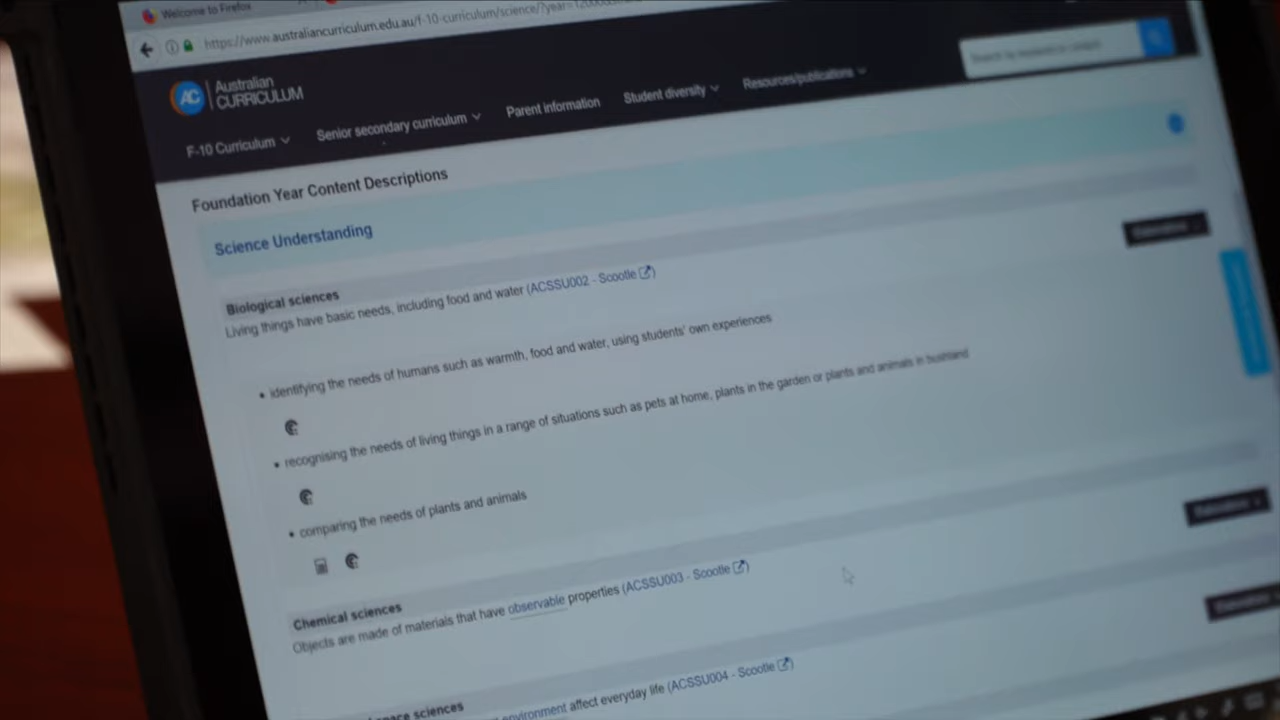 Welcome to Firefox
https://www.australiancurriculum.edu.au/f-10-curriculum/science/?year=12000
AC Australian
CURRICULUM
F-10 Curriculum Senior secondary curriculum Parent information Student diversity Resources/publications
Foundation Year Content Descriptions
Science Understanding
Biological sciences
Living things have basic needs, including food and water (ACSSU002 - Scootle )
• identifying the needs of humans such as warmth, food and water, using students' own experiences
• recognising the needs of living things in a range of situations such as pets at home, plants in the garden or plants and animals in bushland
• comparing the needs of plants and animals
Chemical sciences
Objects are made of materials that have observable properties (ACSSU003 - Scootle )
space sciences
environment affect everyday life (ACSSU004 - Scootle )